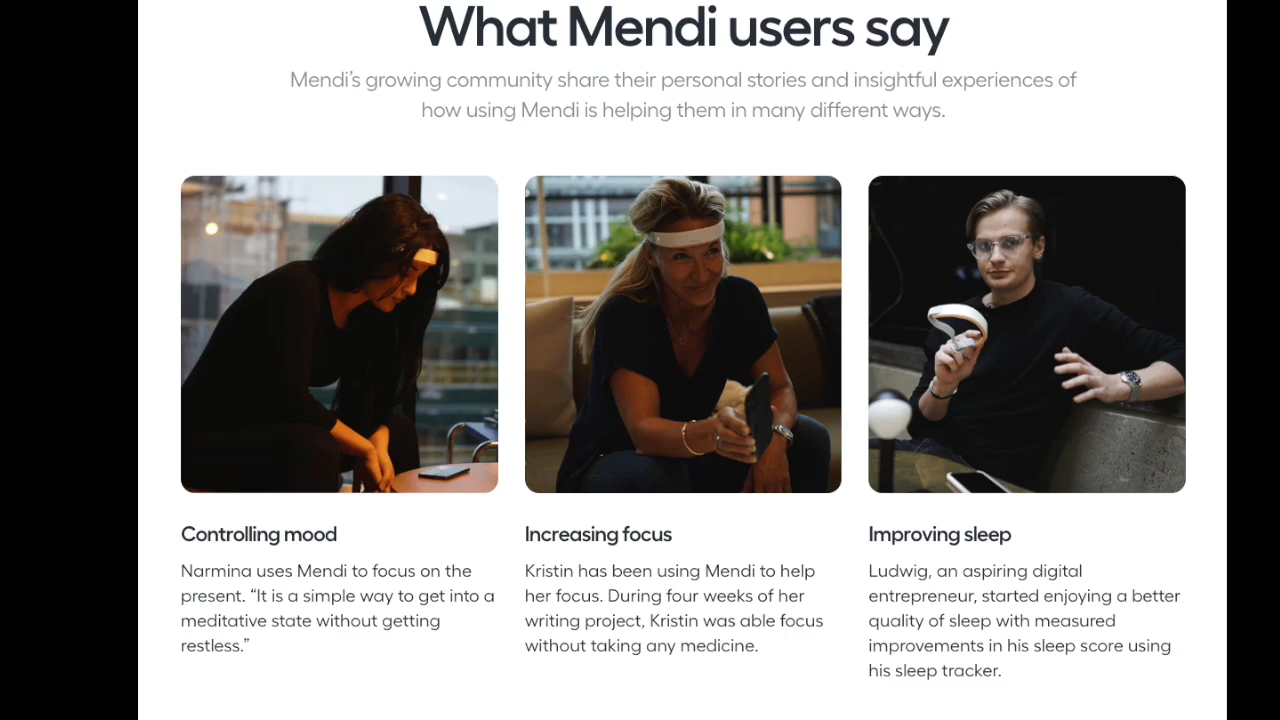 What Mendi users say
Mendi's growing community share their personal stories and insightful experiences of
how using Mendi is helping them in many different ways.
Controlling mood
Narmina uses Mendi to focus on the
present. “It is a simple way to get into a
meditative state without getting
restless.”
Increasing focus
Kristin has been using Mendi to help
her focus. During four weeks of her
writing project, Kristin was able focus
without taking any medicine.
Improving sleep
Ludwig, an aspiring digital
entrepreneur, started enjoying a better
quality of sleep with measured
improvements in his sleep score using
his sleep tracker.